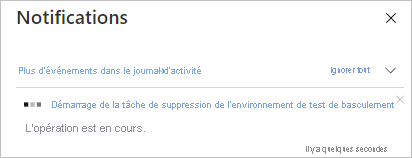 Notifications
Plus d'événements dans le journal d'activité
Ignorer tout
Démarrage de la tâche de suppression de l'environnement de test de basculement
L'opération est en cours.
Il y a quelques secondes